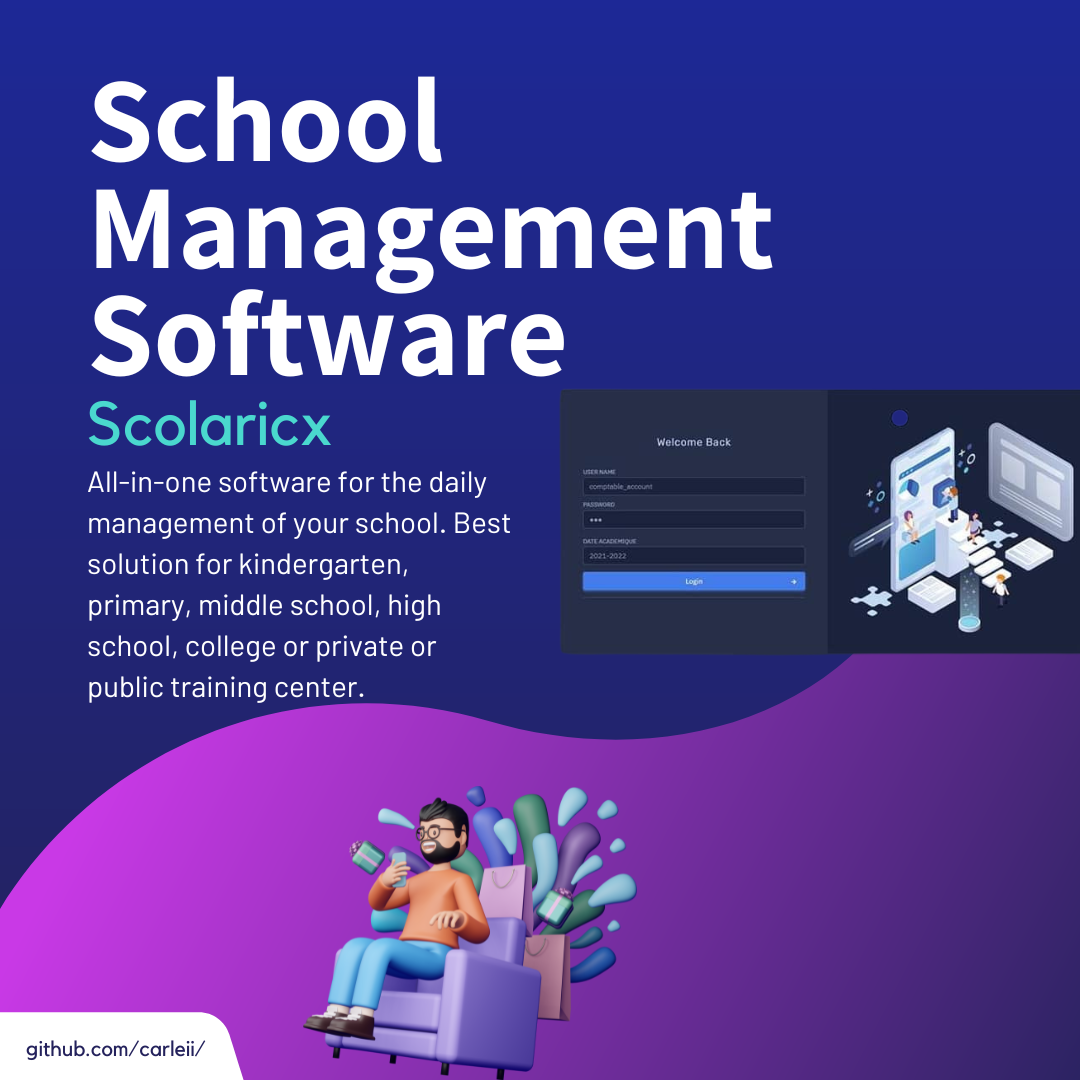 School
Management
Software
Scolaricx
All-in-one software for the daily
management of your school. Best
solution for kindergarten,
primary, middle school, high
school, college or private or
public training center.
Welcome Back
USER NAME
comptable_account
PASSWORD
DATE ACADEMIQUE
2021-2022
Login
github.com/carleii/